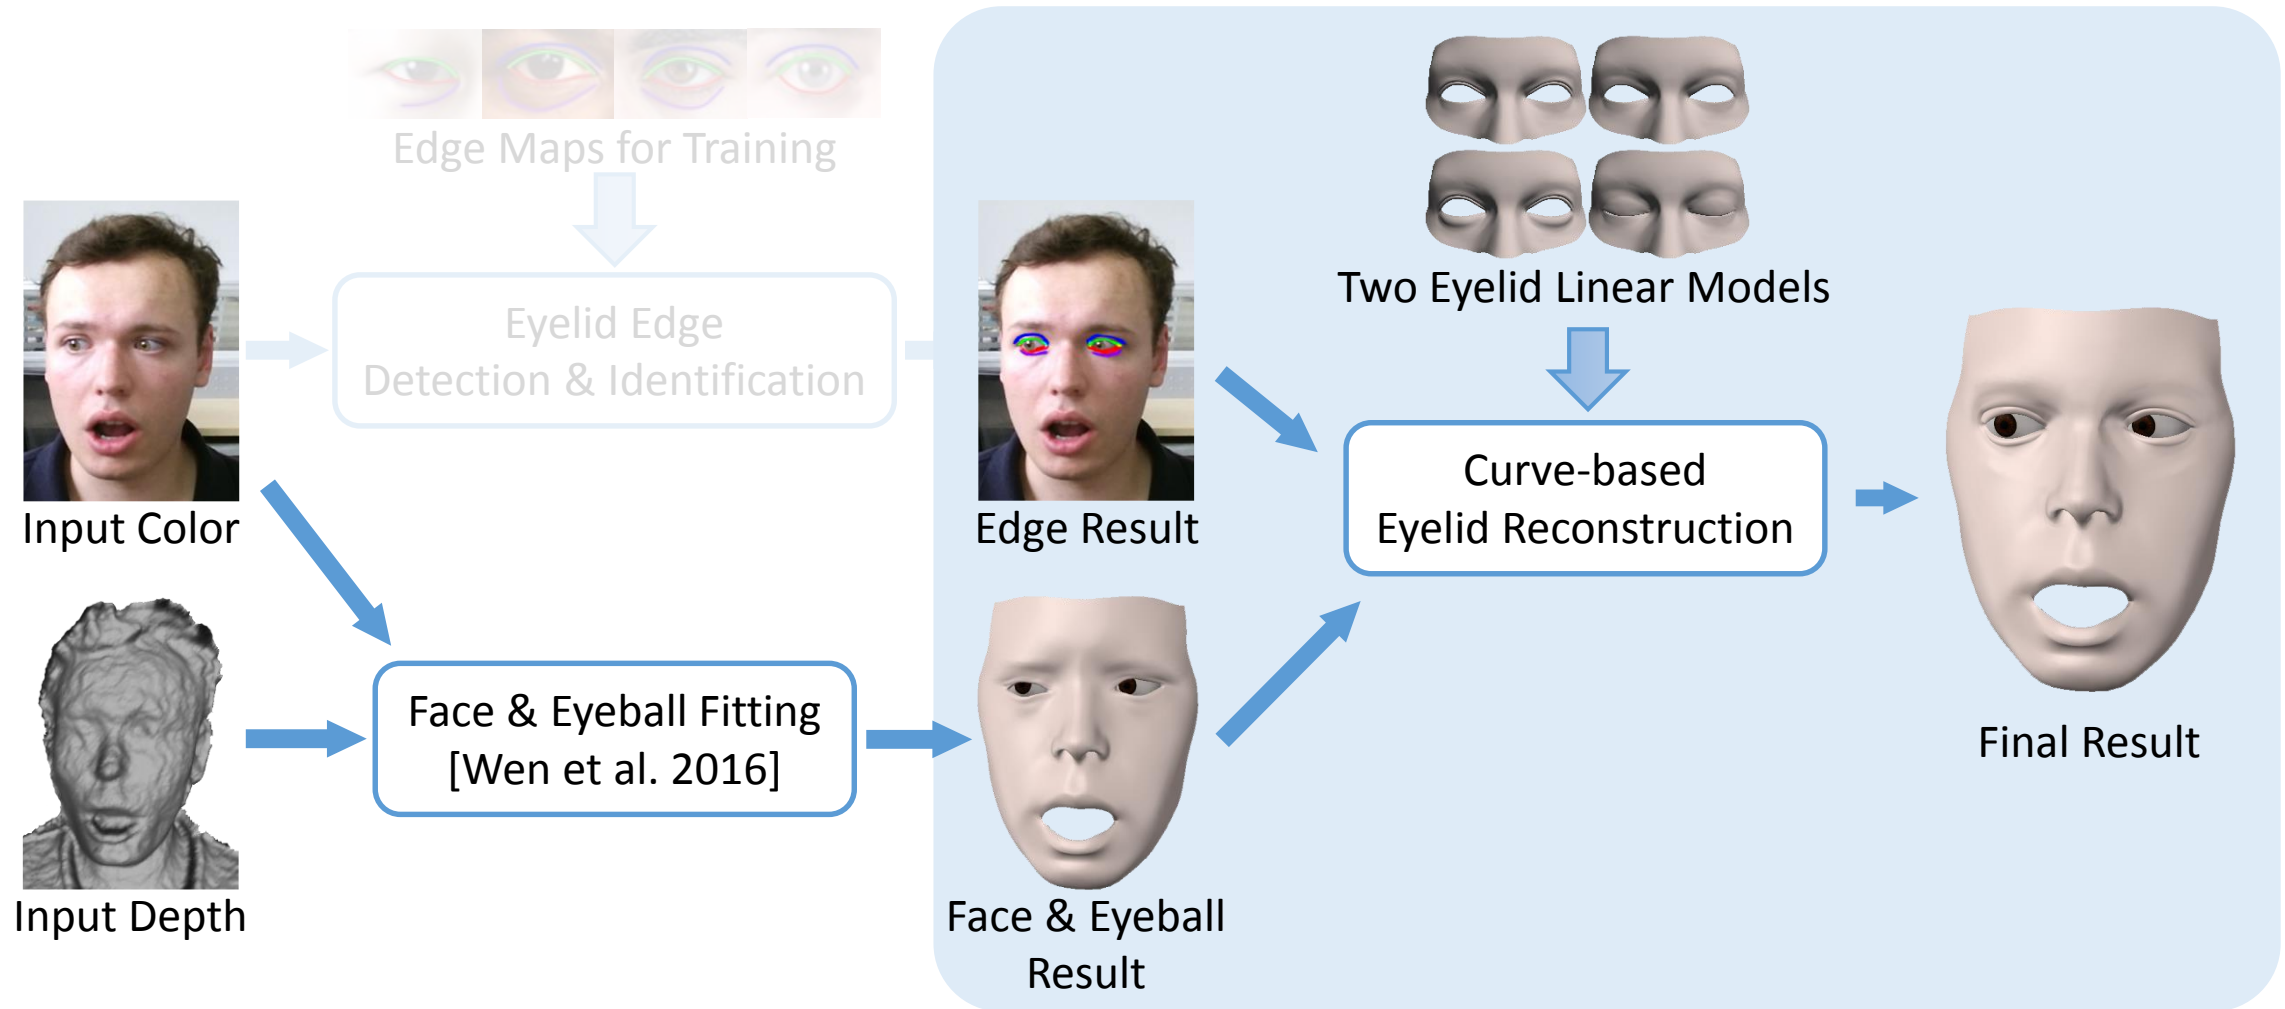 Edge Maps for Training
Eyelid Edge
Detection & Identification
Input Color
Input Depth
Face & Eyeball Fitting
[Wen et al. 2016]
Edge Result
Face & Eyeball
Result
Two Eyelid Linear Models
Curve-based
Eyelid Reconstruction
Final Result